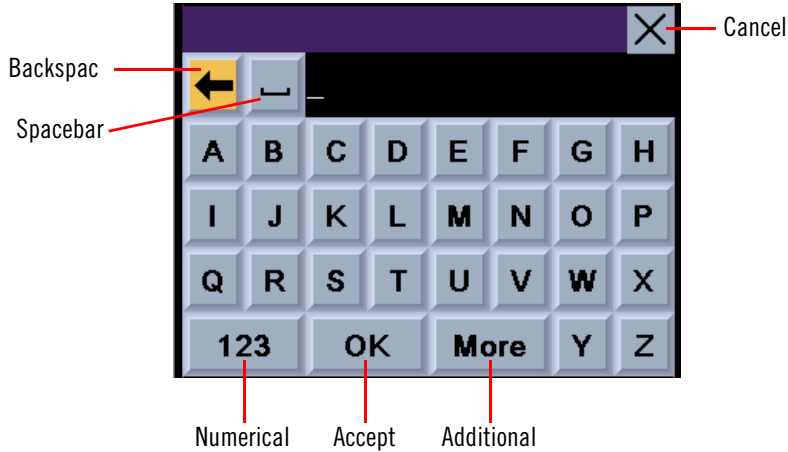 Cancel
Backspac
Spacebar
A B C D E F G H
I J K L M N O P
Q R S T U V W X
123 OK More Y Z
Numerical Accept Additional